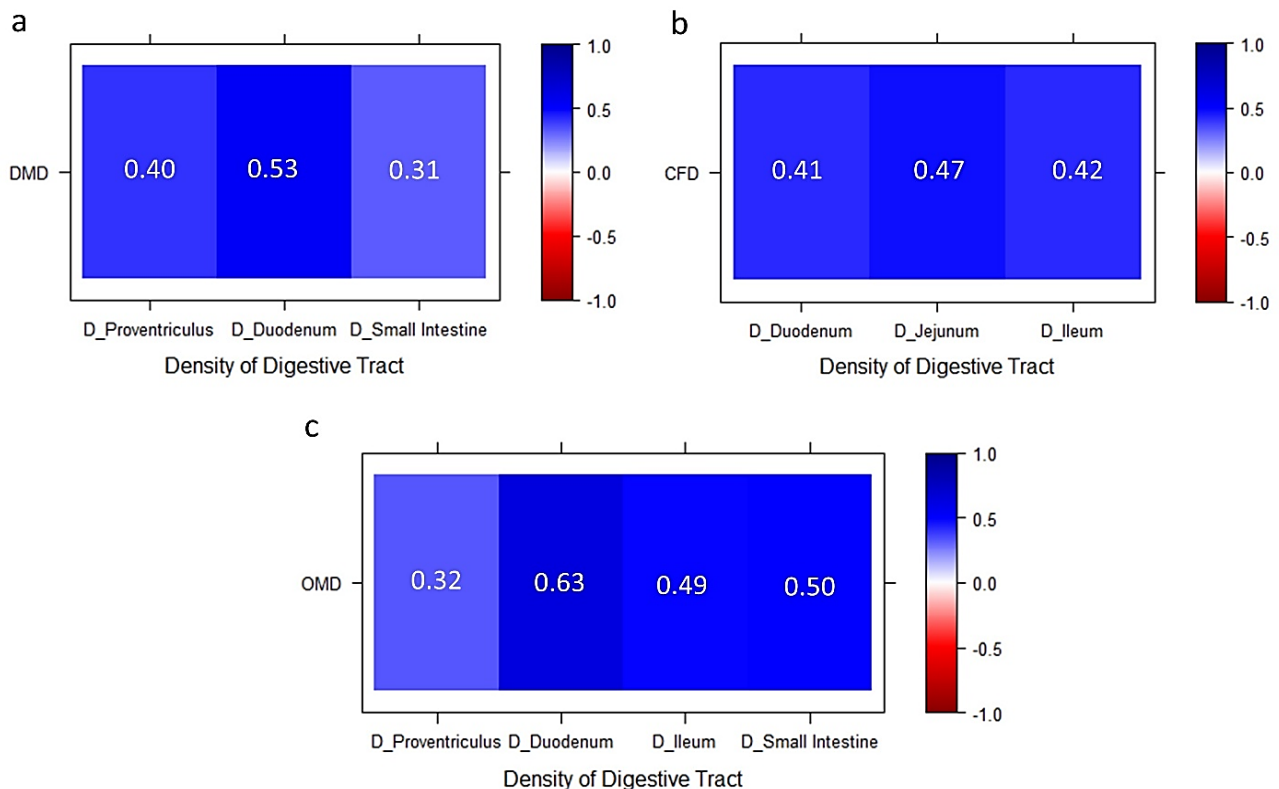 a
1.0
0.5
DMD
0.40
0.53
0.31
0.0
-0.5
-1.0
D_Proventriculus D_Duodenum D_Small Intestine
Density of Digestive Tract
b
1.0
0.5
CFD
0.41
0.47
0.42
0.0
-0.5
-1.0
D_Duodenum D_Jejunum D_Ileum
Density of Digestive Tract
c
1.0
0.5
OMD
0.32
0.63
0.49
0.50
0.0
-0.5
-1.0
D_Proventriculus D_Duodenum D_Ileum D_Small Intestine
Density of Digestive Tract